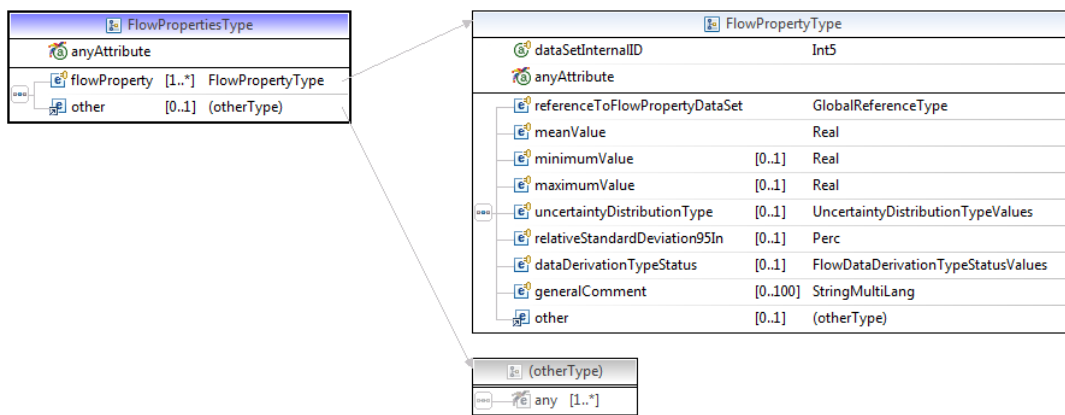 FlowPropertiesType
anyAttribute
flowProperty [1..*] FlowPropertyType
other [0..1] (otherType)
FlowPropertyType
dataSetInternalID Int5
anyAttribute
referenceToFlowPropertyDataSet GlobalReferenceType
meanValue Real
minimumValue [0..1] Real
maximumValue [0..1] Real
uncertaintyDistributionType [0..1] UncertaintyDistributionTypeValues
relativeStandardDeviation95In [0..1] Perc
dataDerivationTypeStatus [0..1] FlowDataDerivationTypeStatusValues
generalComment [0..100] StringMultiLang
other [0..1] (otherType)
(otherType)
any [1..*]